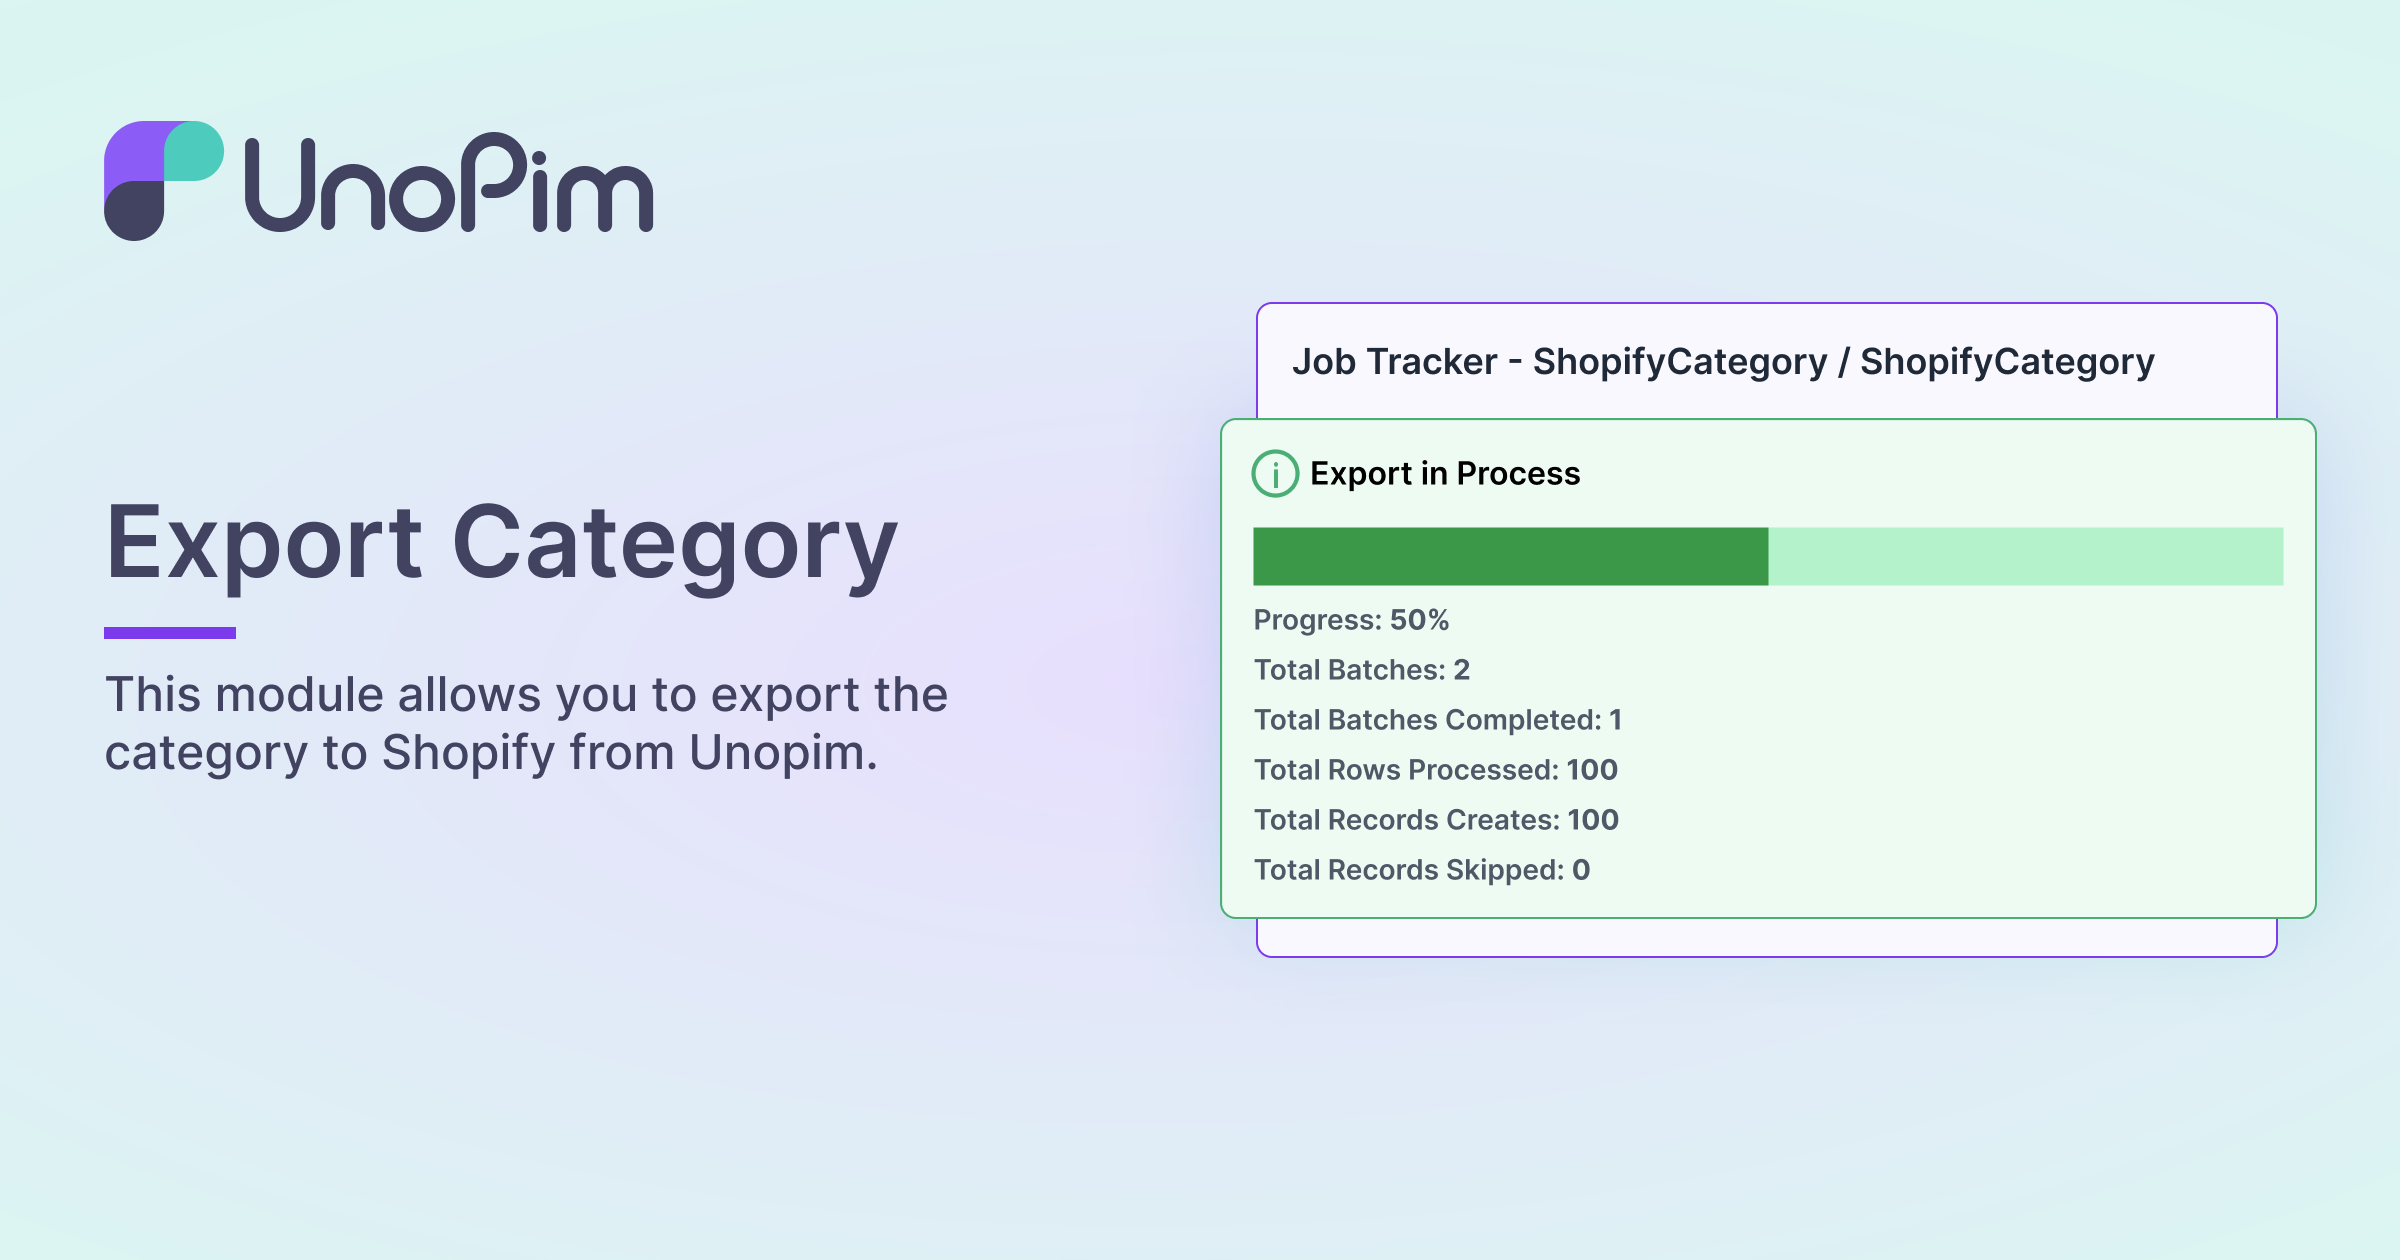 UnoPim
Export Category
This module allows you to export the
category to Shopify from Unopim.
Job Tracker - ShopifyCategory / ShopifyCategory
Export in Process
Progress: 50%
Total Batches: 2
Total Batches Completed: 1
Total Rows Processed: 100
Total Records Creates: 100
Total Records Skipped: 0